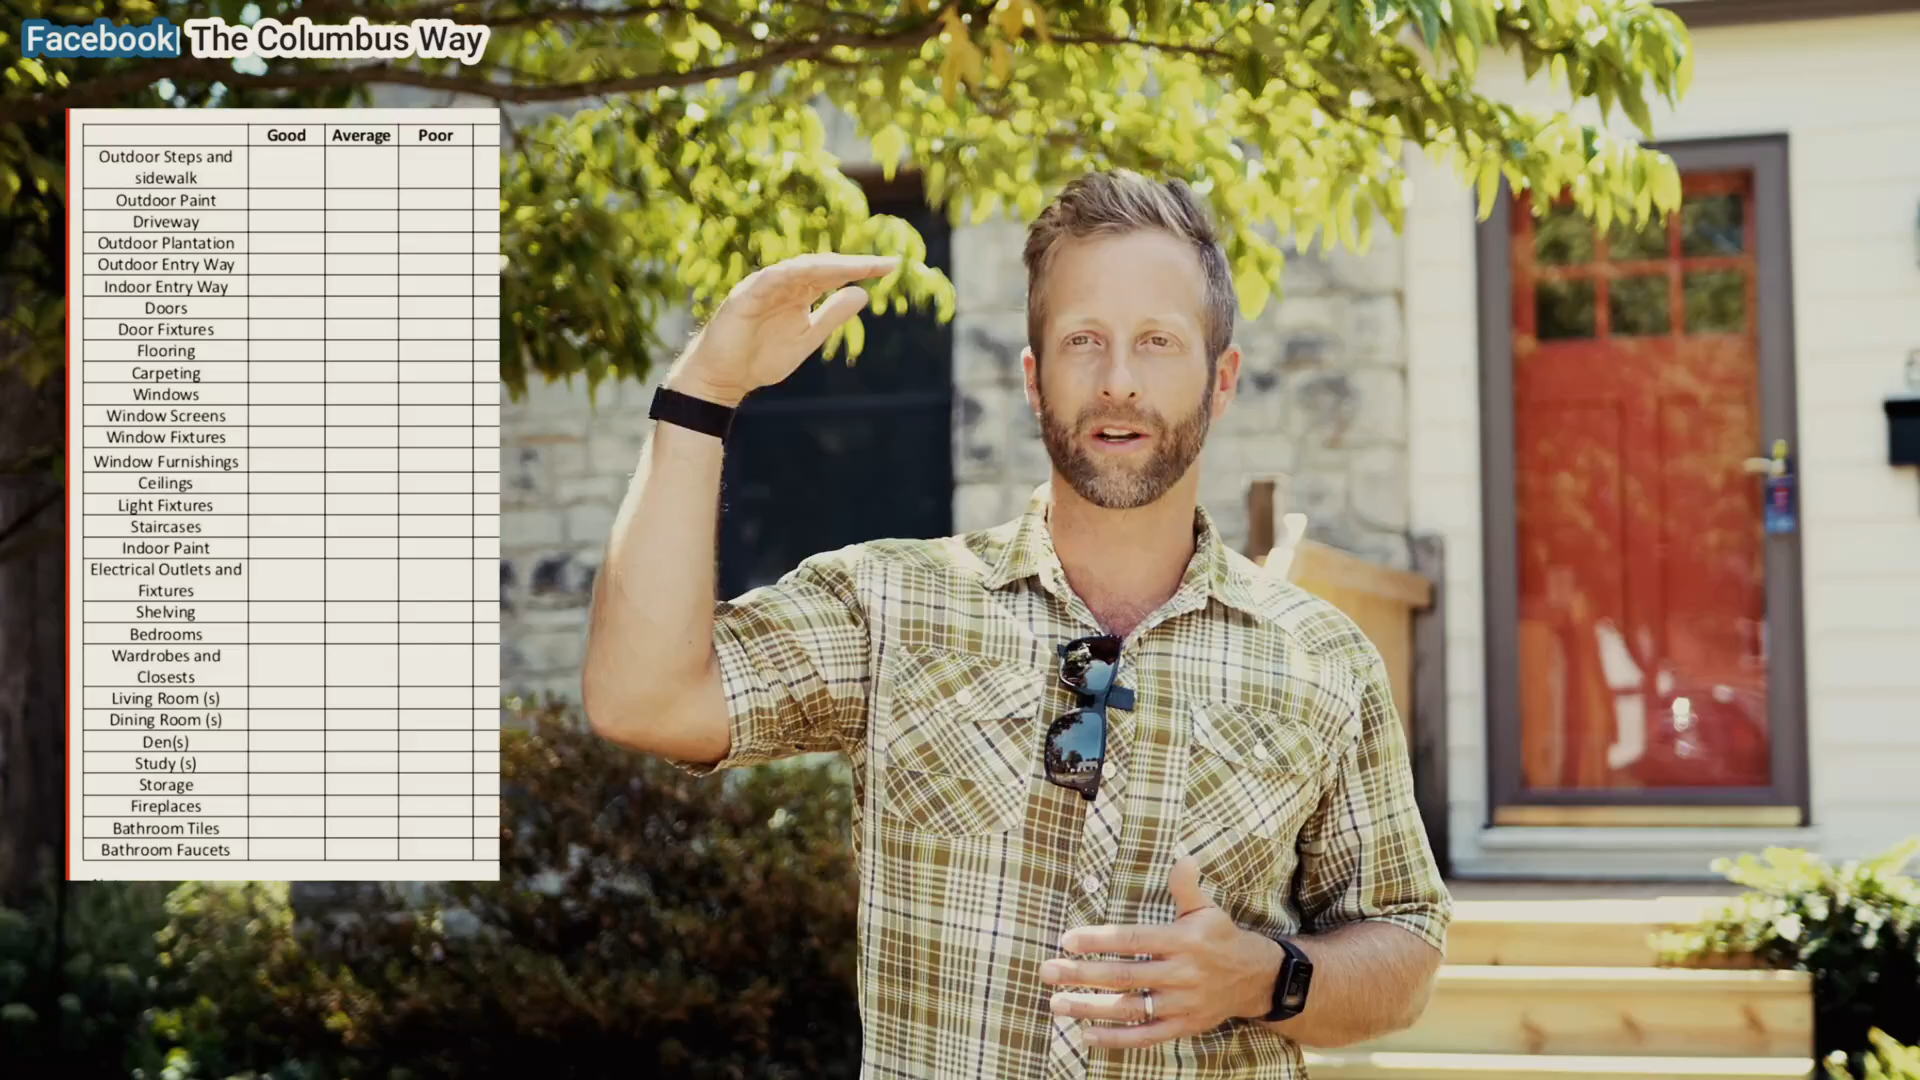 Facebook| The Columbus Way
Good Average Poor
Outdoor Steps and
sidewalk
Outdoor Paint
Driveway
Outdoor Plantation
Outdoor Entry Way
Indoor Entry Way
Doors
Door Fixtures
Flooring
Carpeting
Windows
Window Screens
Window Fixtures
Window Furnishings
Ceilings
Light Fixtures
Staircases
Indoor Paint
Electrical Outlets and
Fixtures
Shelving
Bedrooms
Wardrobes and
Closests
Living Room (s)
Dining Room (s)
Den(s)
Study (s)
Storage
Fireplaces
Bathroom Tiles
Bathroom Faucets